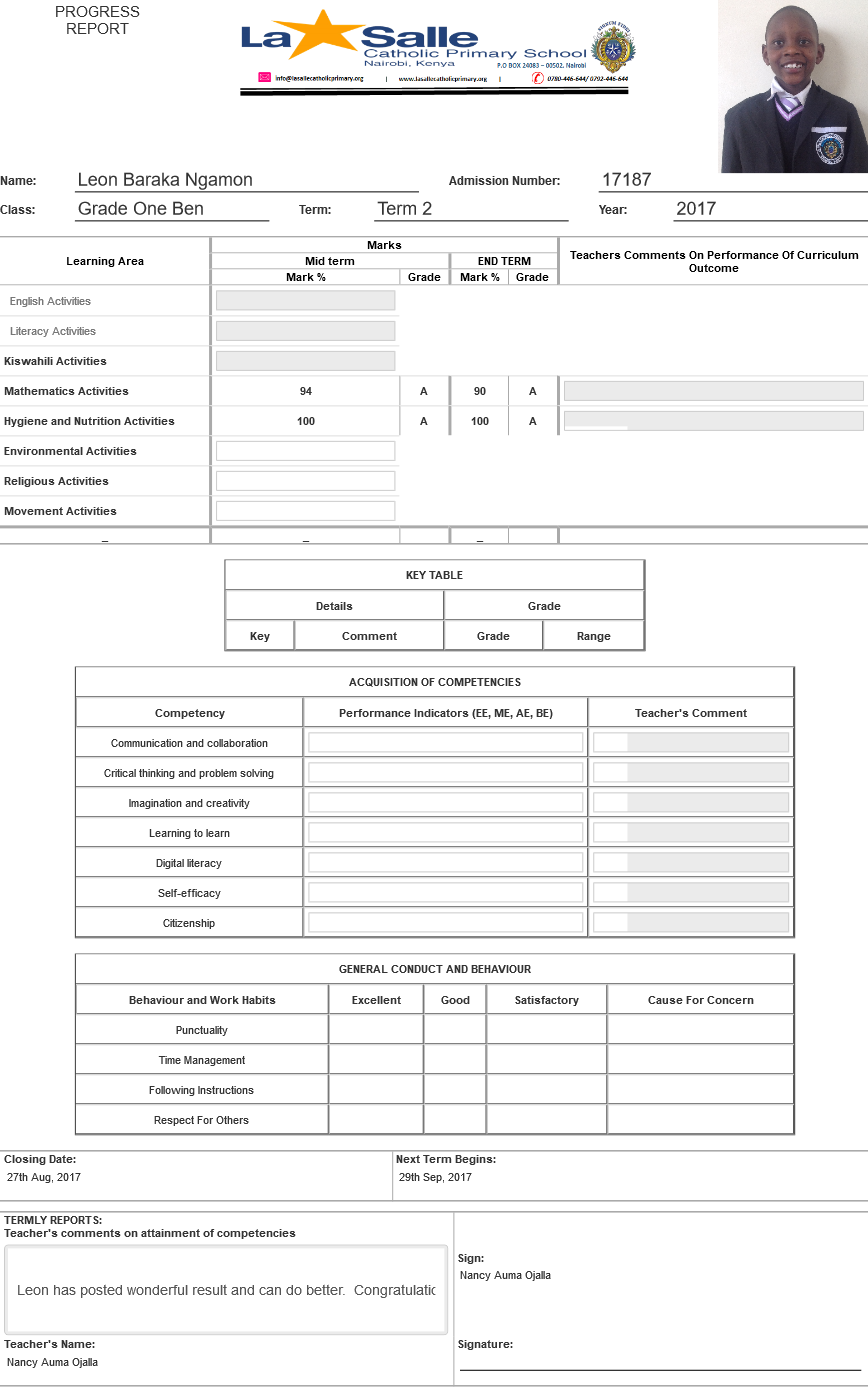 PROGRESS
REPORT
La Salle
Catholic Primary School
Nairobi, Kenya
P.O BOX 24083 – 00502, Nairobi
info@lasallecatholicprimary.org | www.lasallecatholicprimary.org | 0780-446-644/ 0792-446-644
Name: Leon Baraka Ngamon Admission Number: 17187
Class: Grade One Ben Term: Term 2 Year: 2017
Learning Area Marks Teachers Comments On Performance Of Curriculum Outcome
Mid term END TERM
Mark % Grade Mark % Grade
English Activities
Literacy Activities
Kiswahili Activities
Mathematics Activities 94 A 90 A
Hygiene and Nutrition Activities 100 A 100 A
Environmental Activities
Religious Activities
Movement Activities
_ _ _
KEY TABLE
Details Grade
Key Comment Grade Range
ACQUISITION OF COMPETENCIES
Competency Performance Indicators (EE, ME, AE, BE) Teacher's Comment
Communication and collaboration
Critical thinking and problem solving
Imagination and creativity
Learning to learn
Digital literacy
Self-efficacy
Citizenship
GENERAL CONDUCT AND BEHAVIOUR
Behaviour and Work Habits Excellent Good Satisfactory Cause For Concern
Punctuality
Time Management
Following Instructions
Respect For Others
Closing Date: Next Term Begins:
27th Aug, 2017 29th Sep, 2017
TERMLY REPORTS:
Teacher's comments on attainment of competencies
Sign:
Nancy Auma Ojalla
Leon has posted wonderful result and can do better. Congratulatic
Teacher's Name: Signature:
Nancy Auma Ojalla